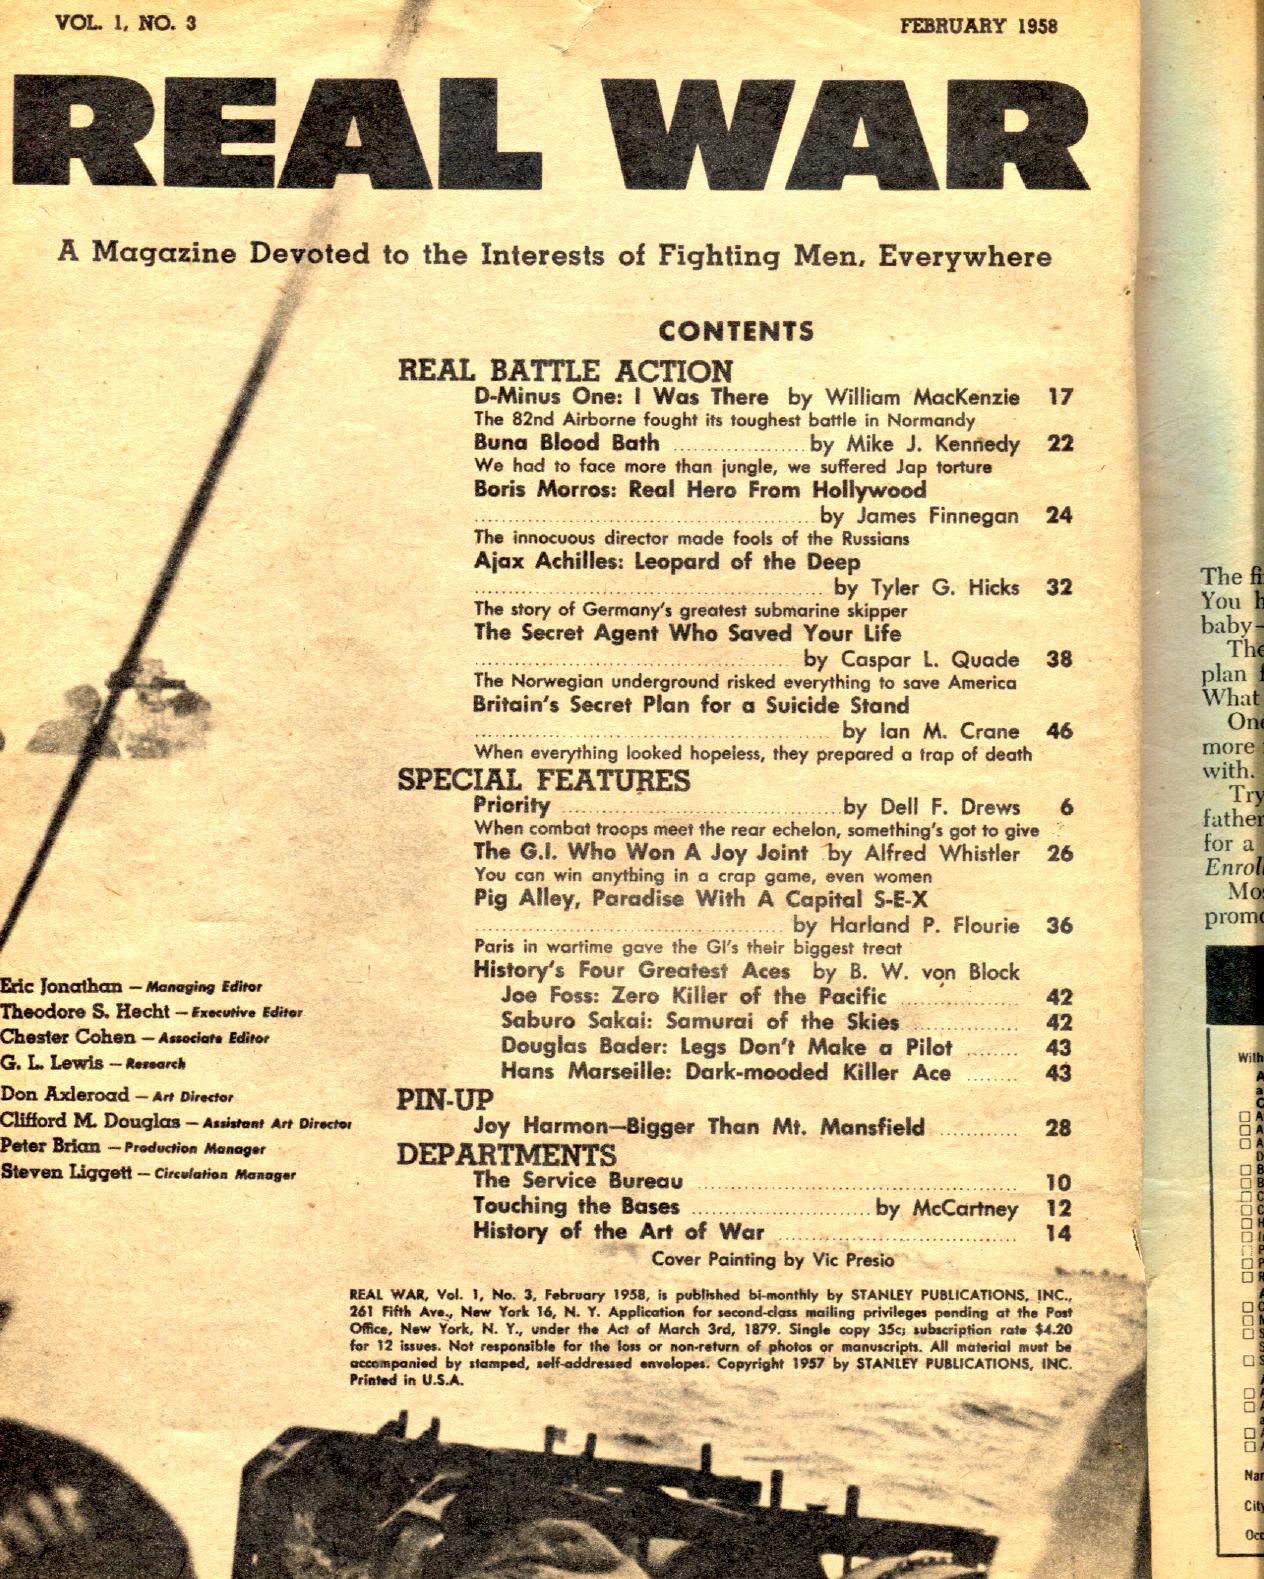 VOL. 1, NO. 3
FEBRUARY 1958
REAL WAR
A Magazine Devoted to the Interests of Fighting Men, Everywhere
CONTENTS
REAL BATTLE ACTION
D-Minus One: I Was There by William MacKenzie 17
The 82nd Airborne fought its toughest battle in Normandy
Buna Blood Bath .................. by Mike J. Kennedy 22
We had to face more than jungle, we suffered Jap torture
Boris Morros: Real Hero From Hollywood
.............................................. by James Finnegan 24
The innocuous director made fools of the Russians
Ajax Achilles: Leopard of the Deep
................................................ by Tyler G. Hicks 32
The story of Germany's greatest submarine skipper
The Secret Agent Who Saved Your Life
............................................ by Caspar L. Quade 38
The Norwegian underground risked everything to save America
Britain's Secret Plan for a Suicide Stand
................................................. by Ian M. Crane 46
When everything looked hopeless, they prepared a trap of death
SPECIAL FEATURES
Priority ...................................... by Dell F. Drews 6
When combat troops meet the rear echelon, something's got to give
The G.I. Who Won A Joy Joint by Alfred Whistler 26
You can win anything in a crap game, even women
Pig Alley, Paradise With A Capital S-E-X
.......................................... by Harland P. Flourie 36
Paris in wartime gave the GI's their biggest treat
History's Four Greatest Aces by B. W. von Block
Joe Foss: Zero Killer of the Pacific ............... 42
Saburo Sakai: Samurai of the Skies ............. 42
Douglas Bader: Legs Don't Make a Pilot ........ 43
Hans Marseille: Dark-mooded Killer Ace ........ 43
PIN-UP
Joy Harmon—Bigger Than Mt. Mansfield ........... 28
DEPARTMENTS
The Service Bureau ............................................. 10
Touching the Bases ........................ by McCartney 12
History of the Art of War .................................. 14
Cover Painting by Vic Presio
Eric Jonathan — Managing Editor
Theodore S. Hecht — Executive Editor
Chester Cohen — Associate Editor
G. L. Lewis — Research
Don Axleroad — Art Director
Clifford M. Douglas — Assistant Art Director
Peter Brian — Production Manager
Steven Liggett — Circulation Manager
REAL WAR, Vol. 1, No. 3, February 1958, is published bi-monthly by STANLEY PUBLICATIONS, INC.,
261 Fifth Ave., New York 16, N. Y. Application for second-class mailing privileges pending at the Post
Office, New York, N. Y., under the Act of March 3rd, 1879. Single copy 35c; subscription rate $4.20
for 12 issues. Not responsible for the loss or non-return of photos or manuscripts. All material must be
accompanied by stamped, self-addressed envelopes. Copyright 1957 by STANLEY PUBLICATIONS, INC.
Printed in U.S.A.
The
You
baby—
plan
What
more
with.
Try
father
for a